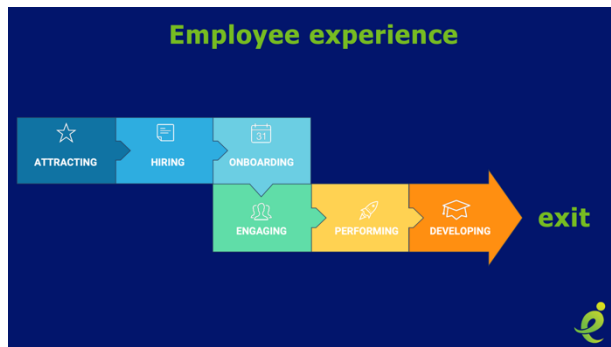 Employee experience
ATTRACTING
HIRING
31
ONBOARDING
ENGAGING
PERFORMING
DEVELOPING
exit